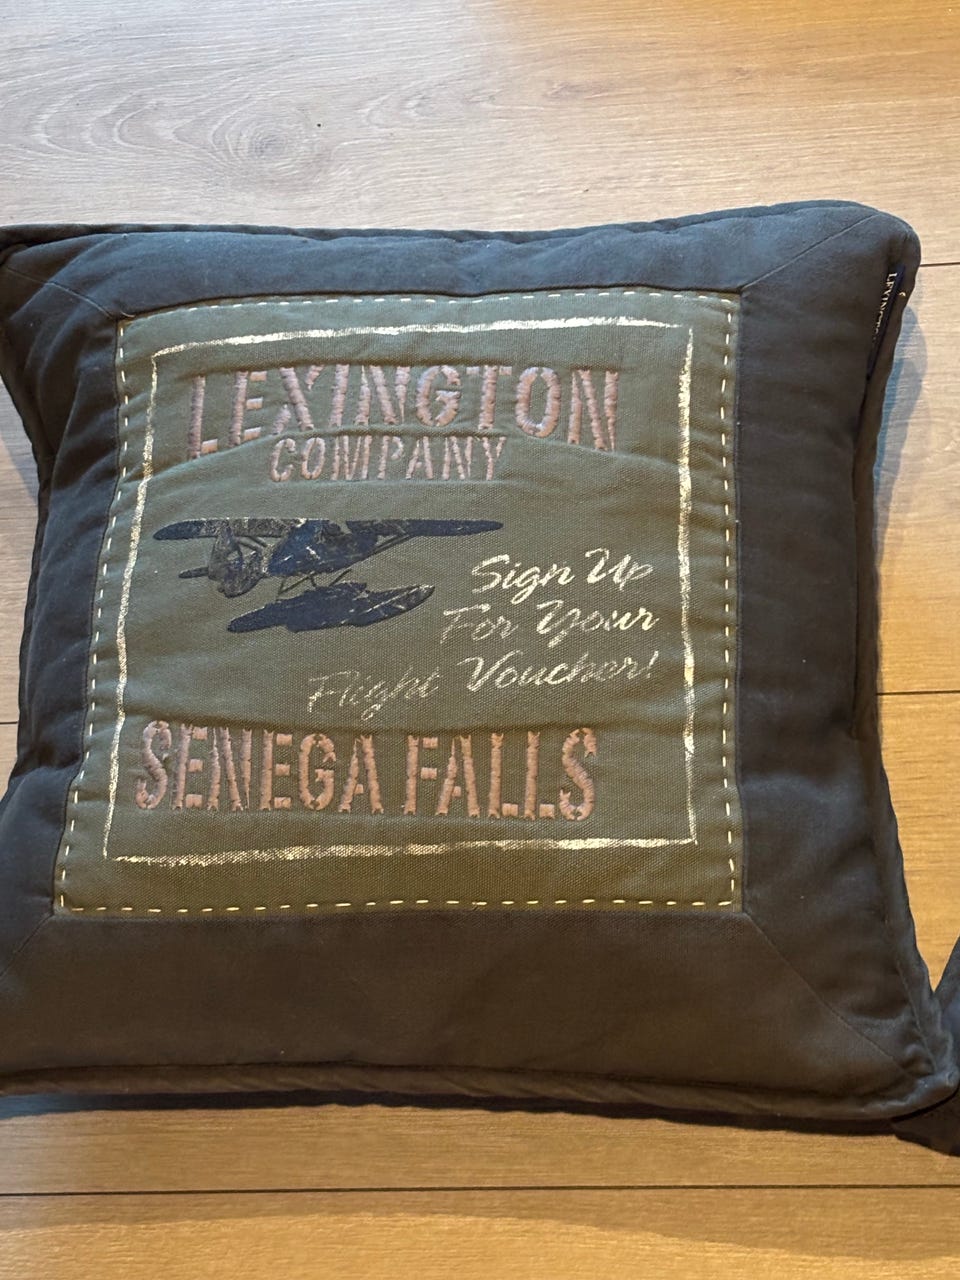 LEXINGTON
COMPANY
Sign Up
For Your
Flight Voucher!
SENEGA FALLS